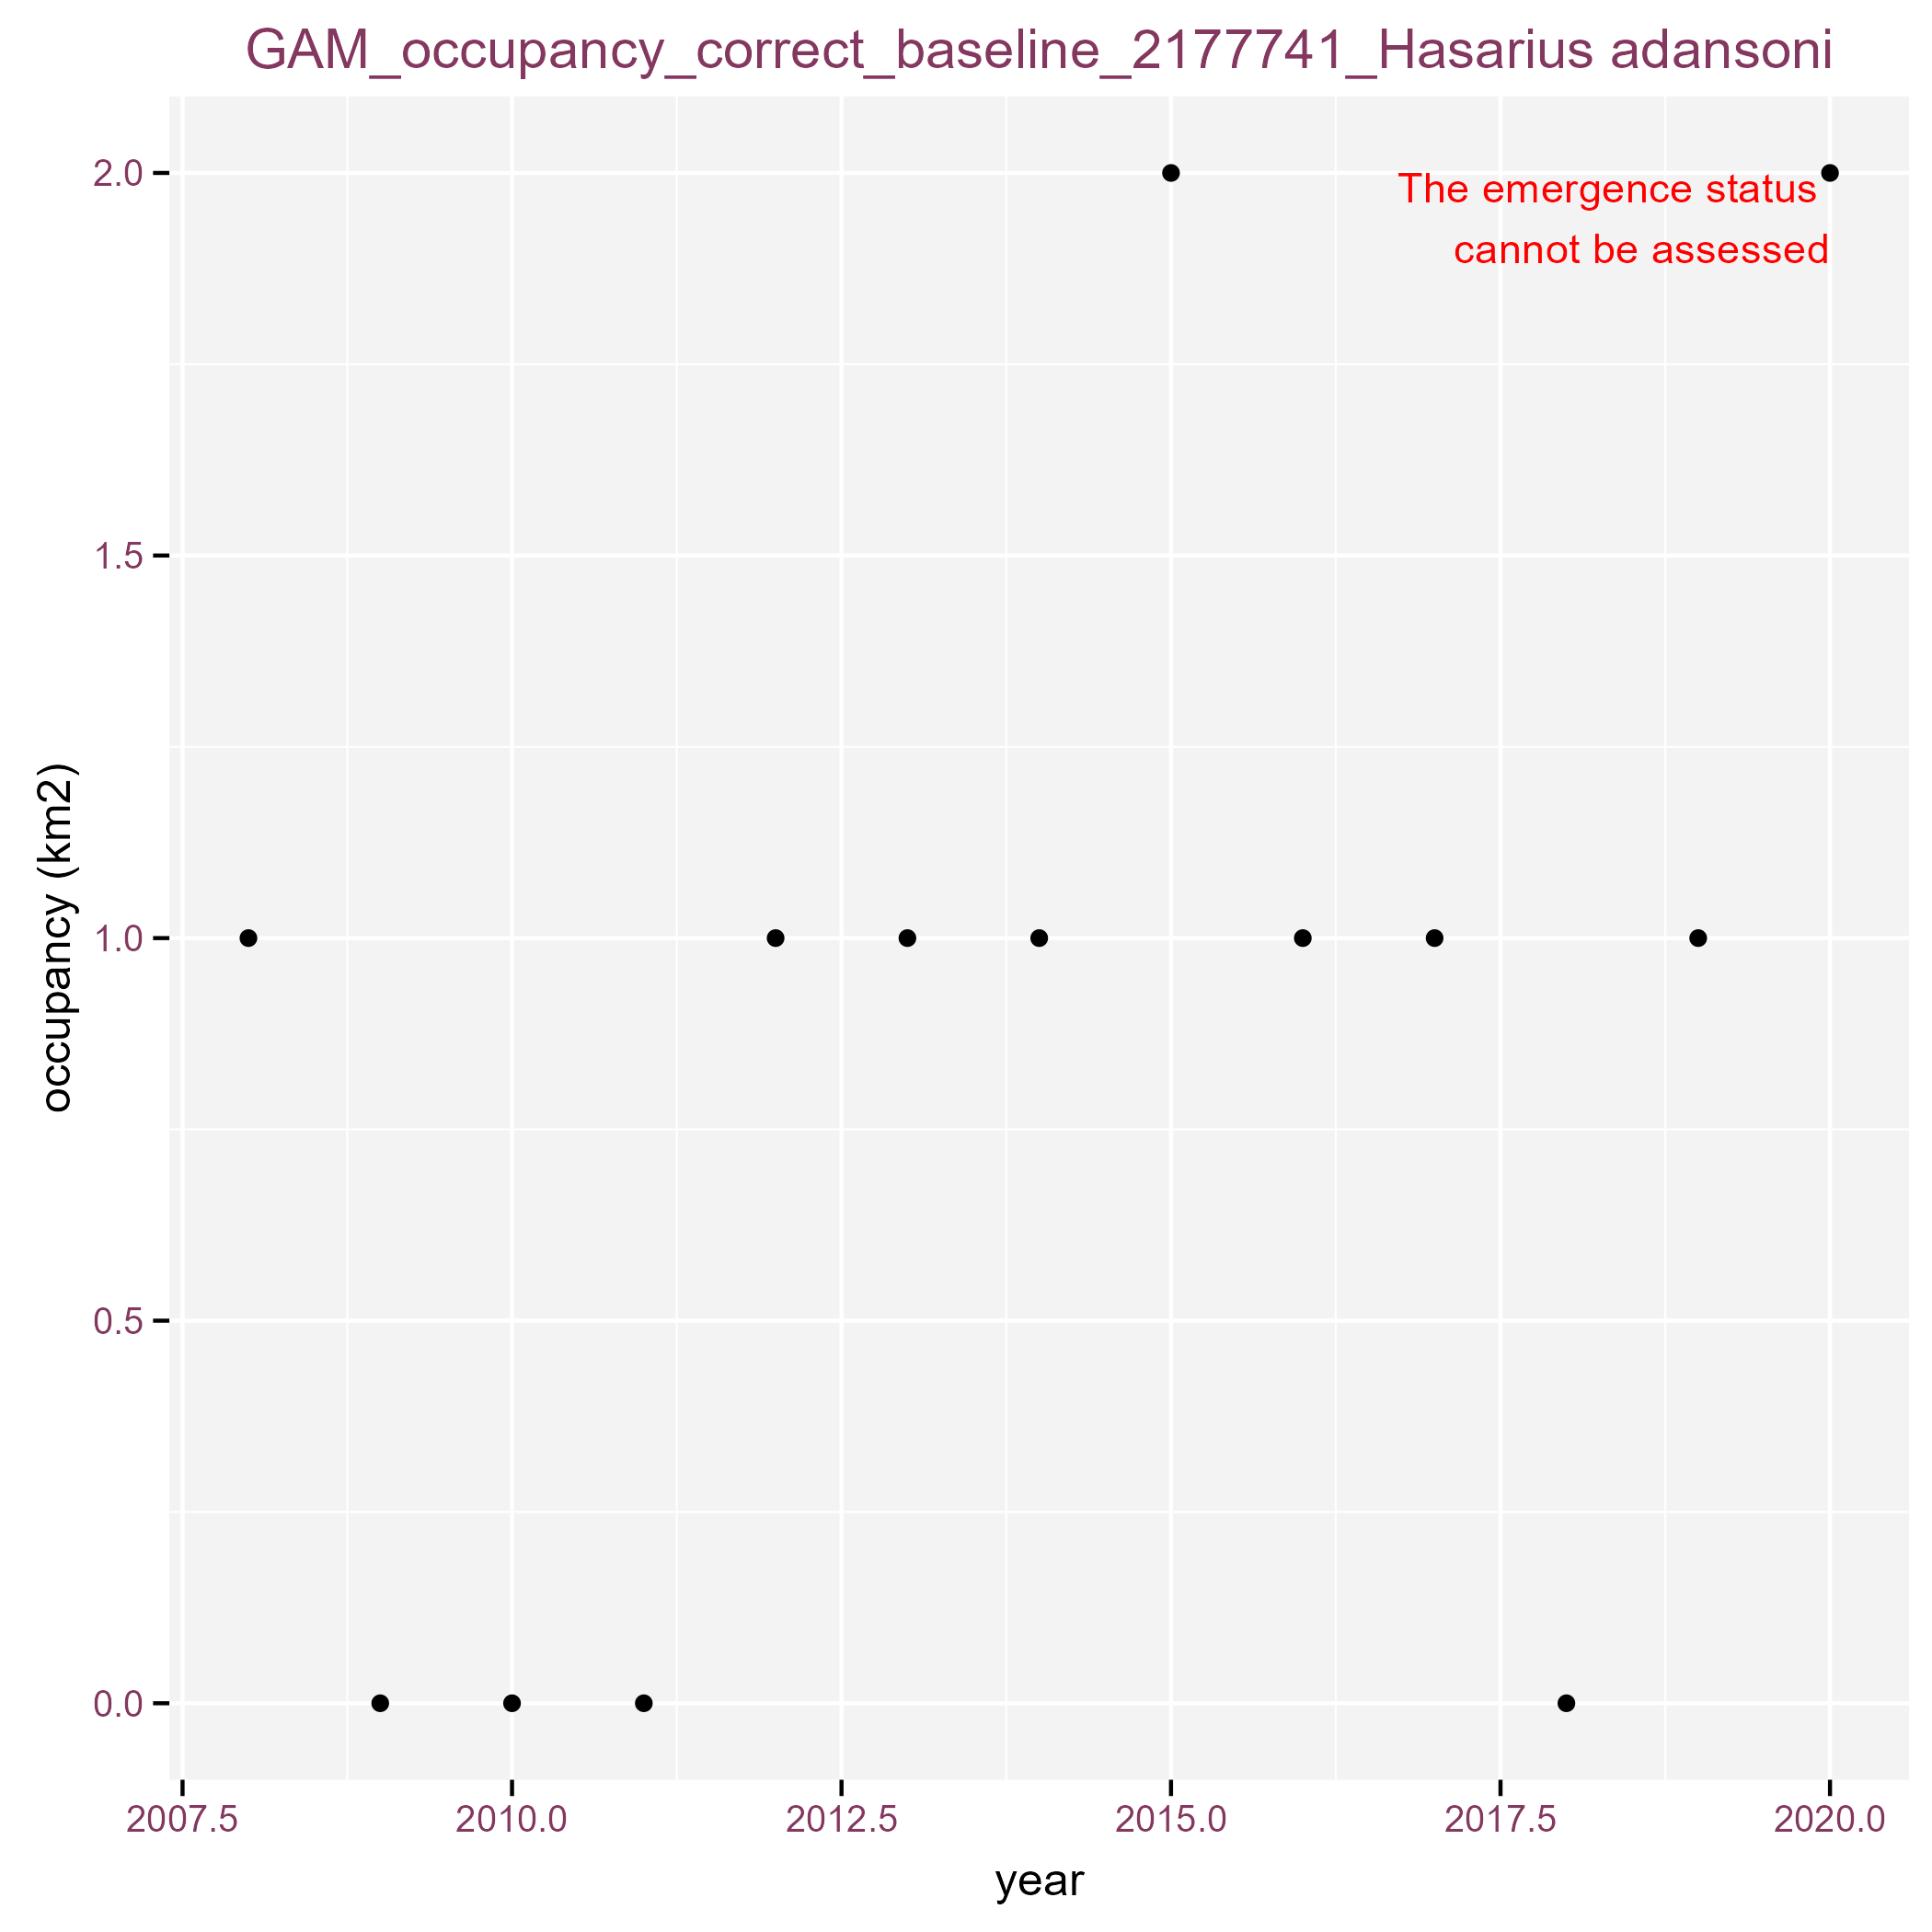 GAM_occupancy_correct_baseline_2177741_Hasarius adansoni
2.0
The emergence status
cannot be assessed
1.5
occupancy (km2)
1.0
0.5
0.0
2007.5 2010.0 2012.5 2015.0 2017.5 2020.0
year